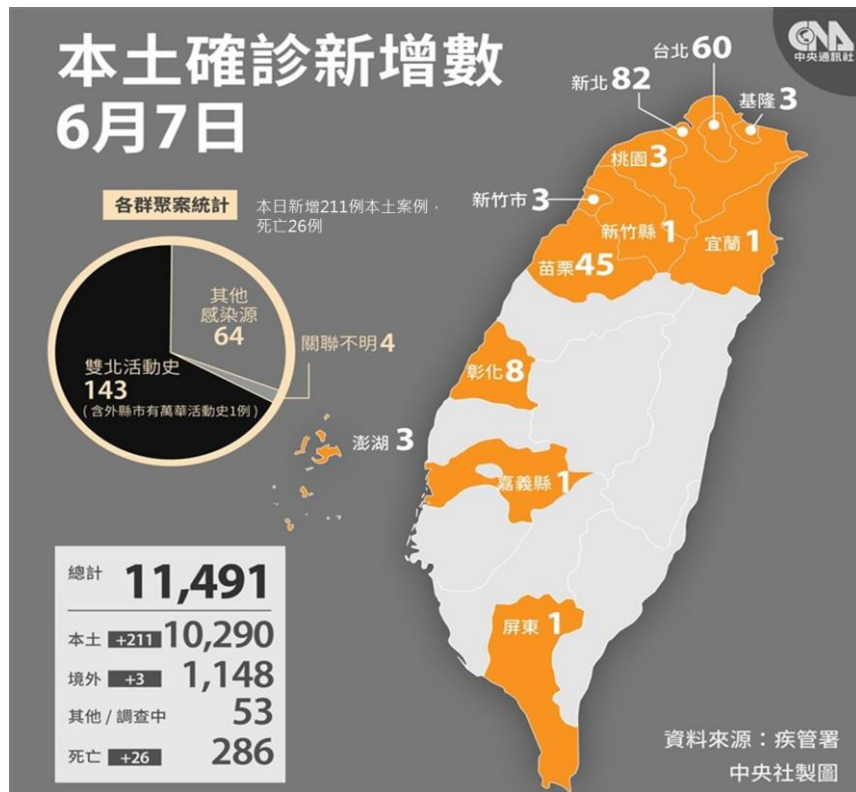 CNA
中央通訊社
本土確診新增數
6月7日
各群聚案統計
本日新增211例本土案例，
死亡26例
其他
感染源
64
關聯不明4
雙北活動史
143
(含外縣市有萬華活動史1例)
台北60
新北82
基隆3
桃園3
新竹市3
新竹縣1
宜蘭1
苗栗45
彰化8
澎湖3
嘉義縣1
屏東1
總計 11,491
本土 +211 10,290
境外 +3 1,148
其他/調查中 53
死亡 +26 286
資料來源：疾管署
中央社製圖